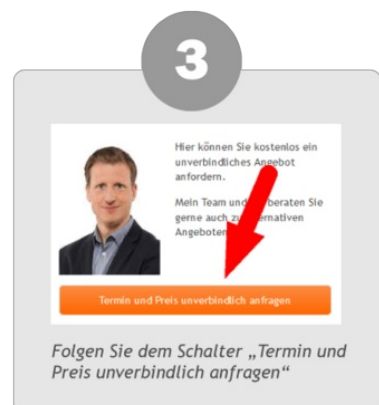 3
Hier können Sie kostenlos ein
unverbindliches Angebot
anfordern.
Mein Team und beraten Sie
gerne auch zu
Angeboten
Termin und Preis unverbindlich anfragen
Folgen Sie dem Schalter „Termin und
Preis unverbindlich anfragen“